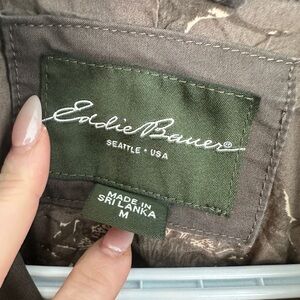 Eddie Bauer®
SEATTLE • USA
MADE IN
SRI LANKA
M